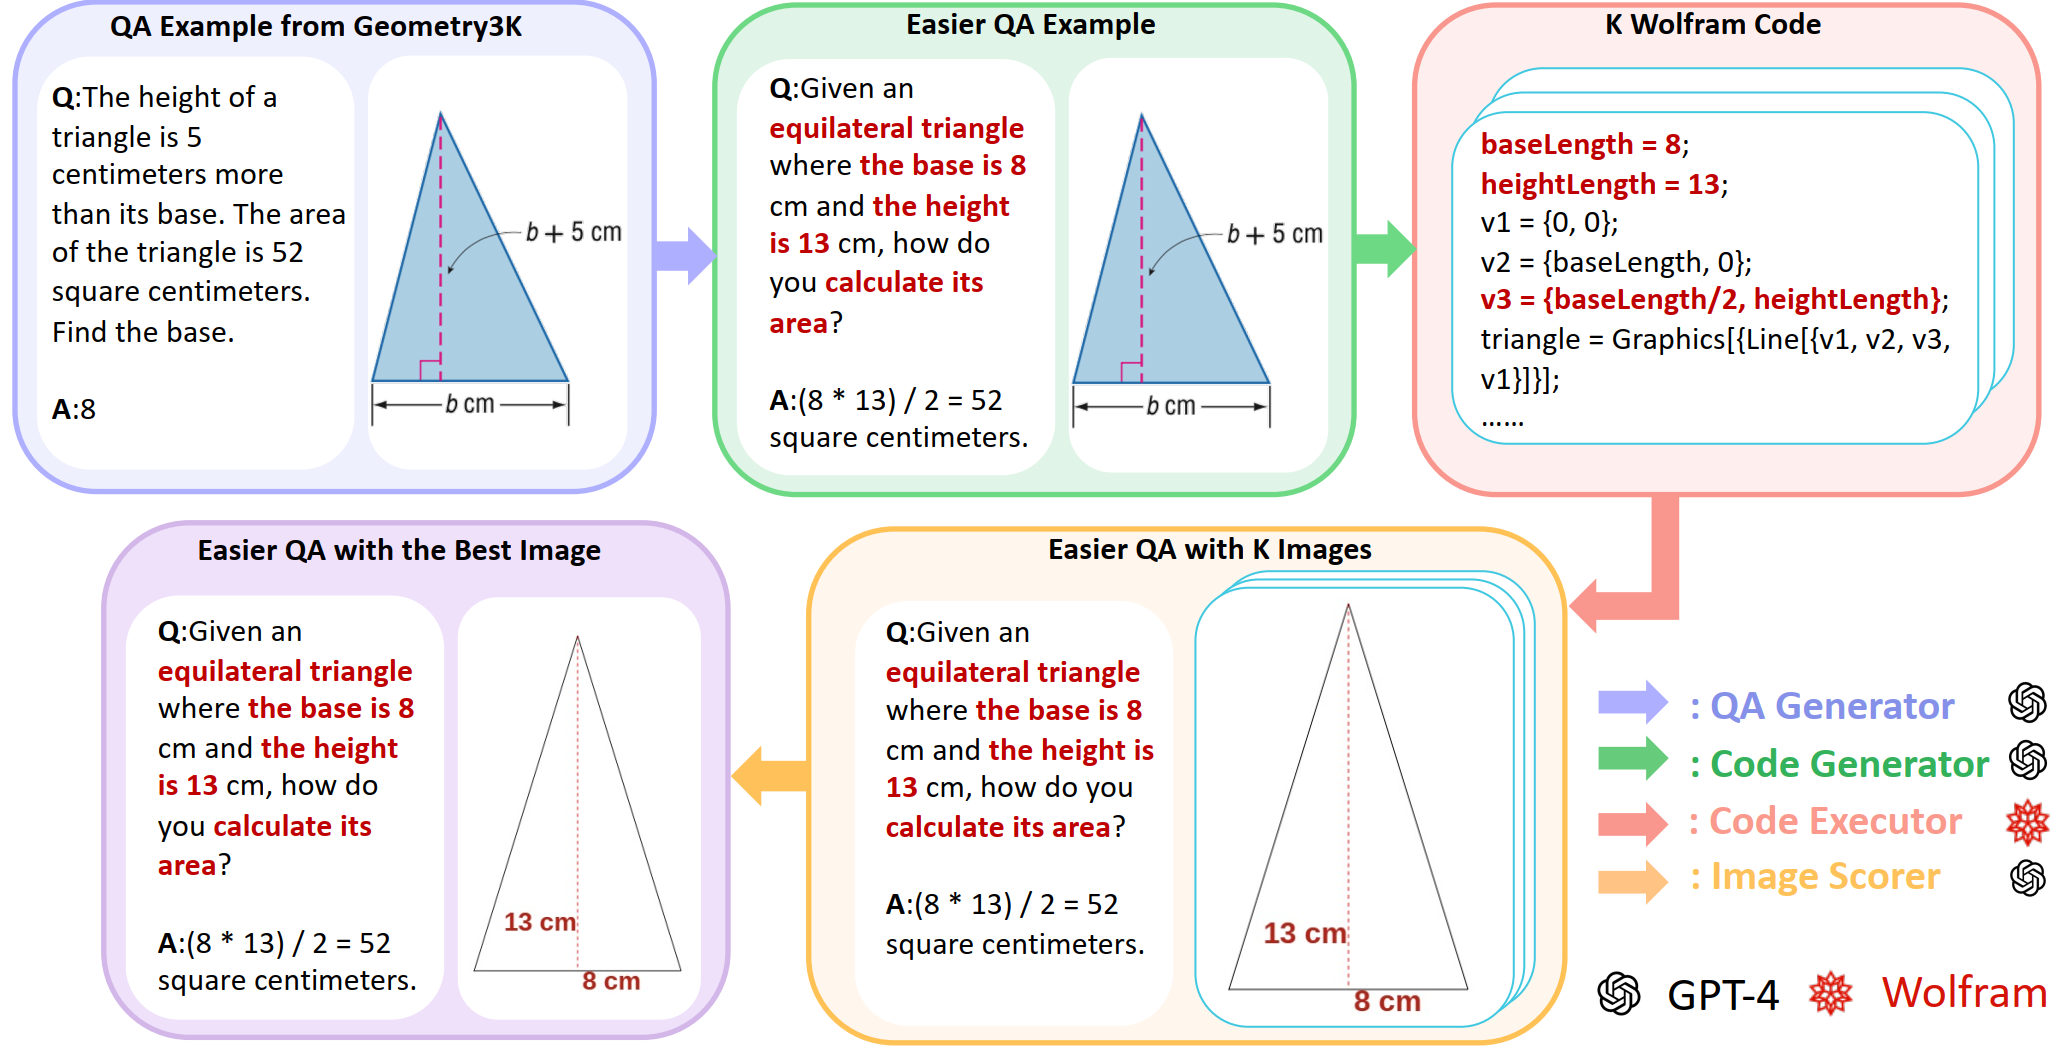 QA Example from Geometry3K
Q:The height of a
triangle is 5
centimeters more
than its base. The area
of the triangle is 52
square centimeters.
Find the base.
A:8
b + 5 cm
b cm
Easier QA Example
Q:Given an
equilateral triangle
where the base is 8
cm and the height
is 13 cm, how do
you calculate its
area?
A:(8 * 13) / 2 = 52
square centimeters.
b + 5 cm
b cm
K Wolfram Code
baseLength = 8;
heightLength = 13;
v1 = {0, 0};
v2 = {baseLength, 0};
v3 = {baseLength/2, heightLength};
triangle = Graphics[{Line[{v1, v2, v3,
v1}]}];
......
Easier QA with the Best Image
Q:Given an
equilateral triangle
where the base is 8
cm and the height
is 13 cm, how do
you calculate its
area?
A:(8 * 13) / 2 = 52
square centimeters.
13 cm
8 cm
Easier QA with K Images
Q:Given an
equilateral triangle
where the base is 8
cm and the height is
13 cm, how do you
calculate its area?
A:(8 * 13) / 2 = 52
square centimeters.
13 cm
8 cm
: QA Generator
: Code Generator
: Code Executor
: Image Scorer
GPT-4
Wolfram